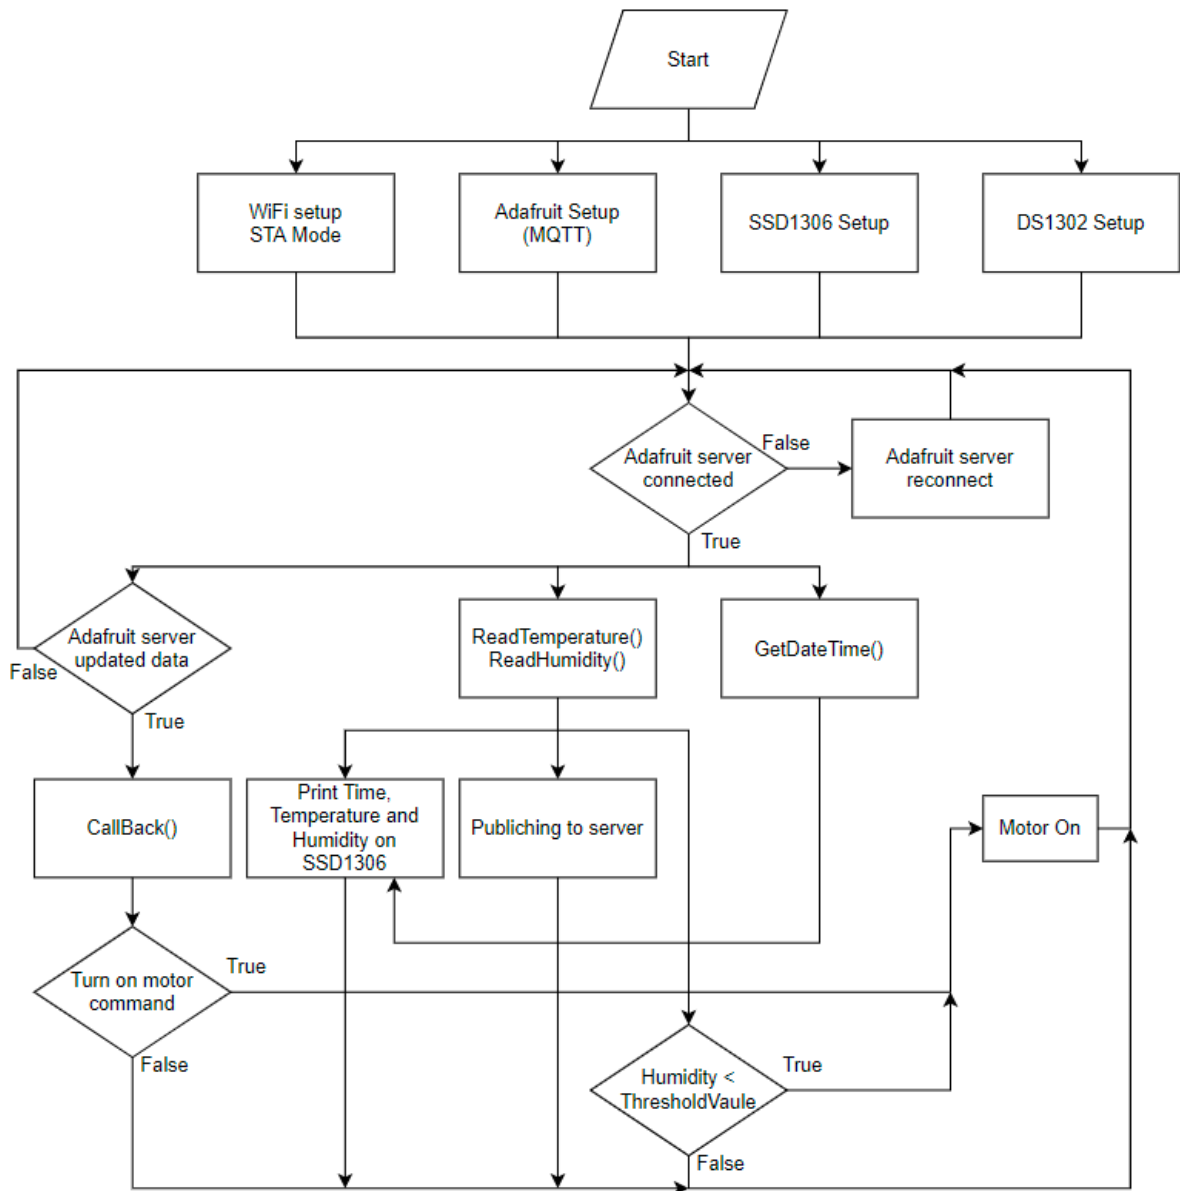 Start
WiFi setup
STA Mode
Adafruit Setup
(MQTT)
SSD1306 Setup
DS1302 Setup
Adafruit server
connected
False
Adafruit server
reconnect
True
Adafruit server
updated data
False
True
ReadTemperature()
ReadHumidity()
GetDateTime()
CallBack()
Print Time,
Temperature and
Humidity on
SSD1306
Publiching to server
Motor On
Turn on motor
command
True
False
Humidity <
ThresholdVaule
True
False